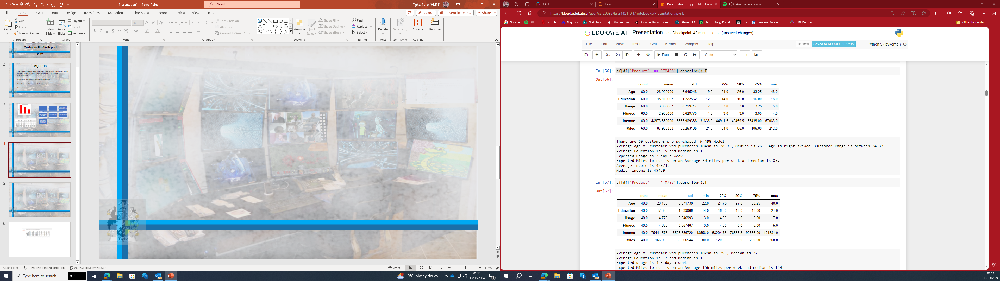 AutoSave Off Presentation1 - PowerPoint Search Tighe, Peter [HMPS]
File Home Insert Draw Design Transitions Animations Slide Show Record Review View Help Record Present in Teams Share
Paste Cut Copy Format Painter New Slide Reuse Slides Layout Reset Section 28 Text Direction Align Text Convert to SmartArt Arrange Quick Styles Shape Fill Shape Outline Shape Effects Find Replace Select Dictate Sensitivity Add-ins Designer
Clipboard Slides Font Paragraph Drawing Editing Voice Sensitivity Add-ins
Customer Profile Report
2024
2
Agenda
3
4
5
6
Tighe
Slide 4 of 6 English (United Kingdom) Accessibility: Investigate Notes 114%
Type here to search 10°C Mostly cloudy 01:14 13/03/2024 1
KATE Home Presentation - Jupyter Notebook Amazonia • Gojira
https://kloud.edukate.ai/user/cs-20093/lu-24451-0.1/notebooks/Presentation.ipynb
Google MDT Nights Nights 2 Staff tools My Learning Course: Promotiona... Planet FM Technology Portal... IRS Resume Builder | Li... EDUKATE.ai Other favourites
EDUKATE.AI Presentation Last Checkpoint: 42 minutes ago (unsaved changes)
File Edit View Insert Cell Kernel Widgets Help Trusted Saved to KLOUD 00:32:15 Python 3 (ipykernel)
Run Code
In [56]: df[df['Product'] == 'TM498'].describe().T
Out[56]:
count mean std min 25% 50% 75% max
Age 60.0 28.900000 6.645248 19.0 24.0 26.0 33.25 48.0
Education 60.0 15.116667 1.222552 12.0 14.0 16.0 16.00 18.0
Usage 60.0 3.066667 0.799717 2.0 3.0 3.0 3.25 5.0
Fitness 60.0 2.900000 0.629770 1.0 3.0 3.0 3.00 4.0
Income 60.0 48973.650000 8653.989388 31836.0 44911.5 49459.5 53439.00 67083.0
Miles 60.0 87.933333 33.263135 21.0 64.0 85.0 106.00 212.0
There are 60 customers who purchased TM 498 Model
Average age of customer who purchases TM498 is 28.9 , Median is 26 . Age is right skewed. Customer range is between 24-33.
Average Education is 15 and median is 16.
Expected usage is 3 day a week
Expected Miles to run is on an Average 60 miles per week and median is 85.
Average Income is 48973.
Median Income is 49459
In [57]: df[df['Product'] == 'TM798'].describe().T
Out[57]:
count mean std min 25% 50% 75% max
Age 40.0 29.100 6.971738 22.0 24.75 27.0 30.25 48.0
Education 40.0 17.325 1.639066 14.0 16.00 18.0 18.00 21.0
Usage 40.0 4.775 0.946993 3.0 4.00 5.0 5.00 7.0
Fitness 40.0 4.625 0.667467 3.0 4.00 5.0 5.00 5.0
Income 40.0 75441.575 18505.836720 48556.0 58204.75 76568.5 90886.00 104581.0
Miles 40.0 166.900 60.066544 80.0 120.00 160.0 200.00 360.0
Average age of customer who purchases TM798 is 29 , Median is 27 .
Average Education is 17 and median is 18.
Expected usage is 4-5 day a week
Expected Miles to run is on an Average 166 miles per week and median is 160.
01:14
13/03/2024